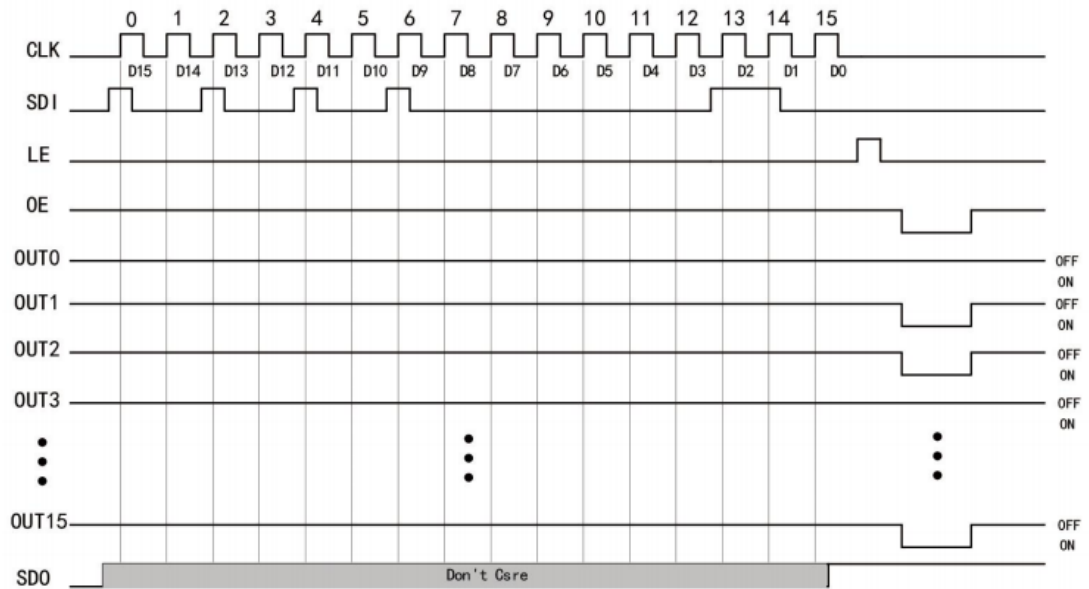 0 1 2 3 4 5 6 7 8 9 10 11 12 13 14 15
CLK
D15 D14 D13 D12 D11 D10 D9 D8 D7 D6 D5 D4 D3 D2 D1 D0
SDI
LE
OE
OUT0 OFF
ON
OUT1 OFF
ON
OUT2 OFF
ON
OUT3 OFF
ON
OUT15 OFF
ON
SDO Don't Csre